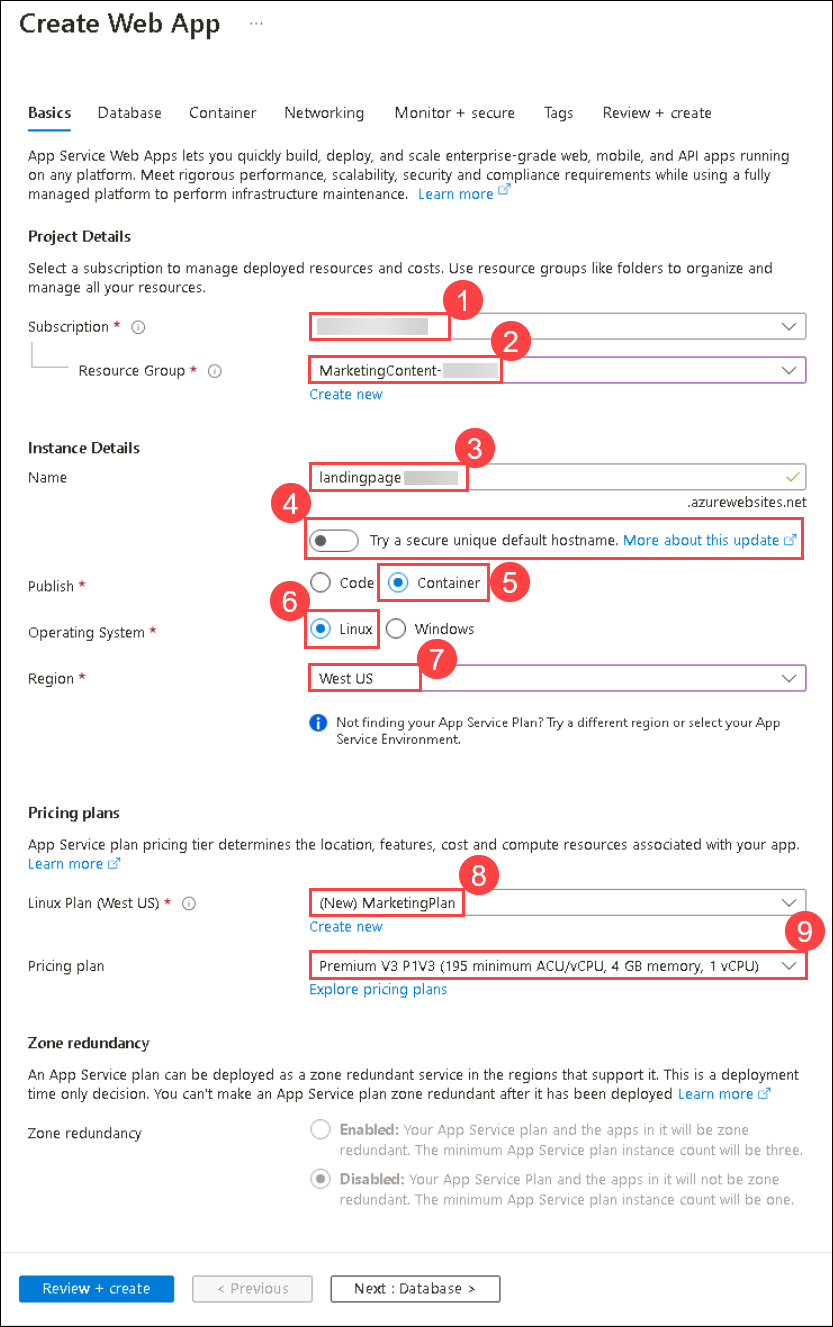 Create Web App ...
Basics Database Container Networking Monitor + secure Tags Review + create
App Service Web Apps lets you quickly build, deploy, and scale enterprise-grade web, mobile, and API apps running
on any platform. Meet rigorous performance, scalability, security and compliance requirements while using a fully
managed platform to perform infrastructure maintenance. Learn more
Project Details
Select a subscription to manage deployed resources and costs. Use resource groups like folders to organize and
manage all your resources.
1
Subscription *
2
Resource Group * MarketingContent-
Create new
Instance Details
3
Name landingpage
.azurewebsites.net
4
Try a secure unique default hostname. More about this update
Publish * Code Container 5
6
Operating System * Linux Windows
7
Region * West US
Not finding your App Service Plan? Try a different region or select your App
Service Environment.
Pricing plans
App Service plan pricing tier determines the location, features, cost and compute resources associated with your app.
Learn more
8
Linux Plan (West US) * (New) MarketingPlan
Create new
9
Pricing plan Premium V3 P1V3 (195 minimum ACU/vCPU, 4 GB memory, 1 vCPU)
Explore pricing plans
Zone redundancy
An App Service plan can be deployed as a zone redundant service in the regions that support it. This is a deployment
time only decision. You can't make an App Service plan zone redundant after it has been deployed Learn more
Zone redundancy Enabled: Your App Service plan and the apps in it will be zone
redundant. The minimum App Service plan instance count will be three.
Disabled: Your App Service Plan and the apps in it will not be zone
redundant. The minimum App Service plan instance count will be one.
Review + create < Previous Next : Database >